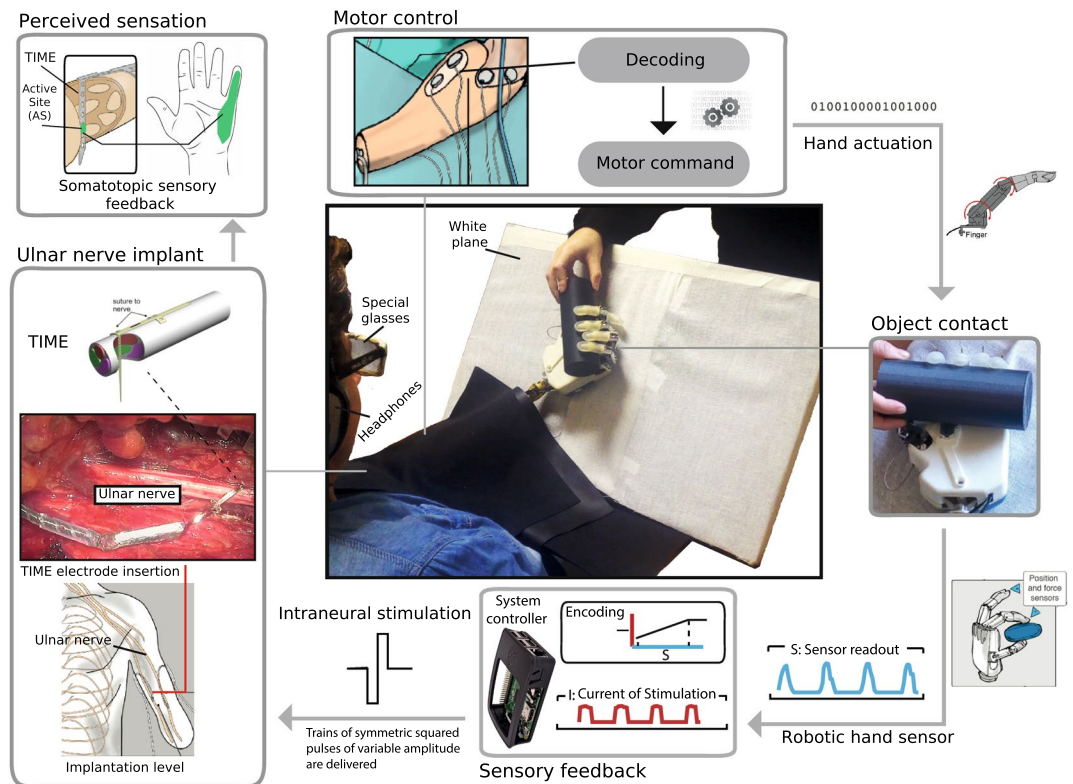 Perceived sensation
TIME
Active
Site
(AS)
Somatotopic sensory
feedback
Motor control
Decoding
Motor command
0100100001001000
Hand actuation
Finger
Ulnar nerve implant
suture to
nerve
TIME
Ulnar nerve
TIME electrode insertion
Ulnar nerve
Implantation level
White
plane
Special
glasses
Headphones
Object contact
Position
and force
sensors
S: Sensor readout
Robotic hand sensor
System
controller
Encoding
I
S
I: Current of Stimulation
Sensory feedback
Intraneural stimulation
Trains of symmetric squared
pulses of variable amplitude
are delivered